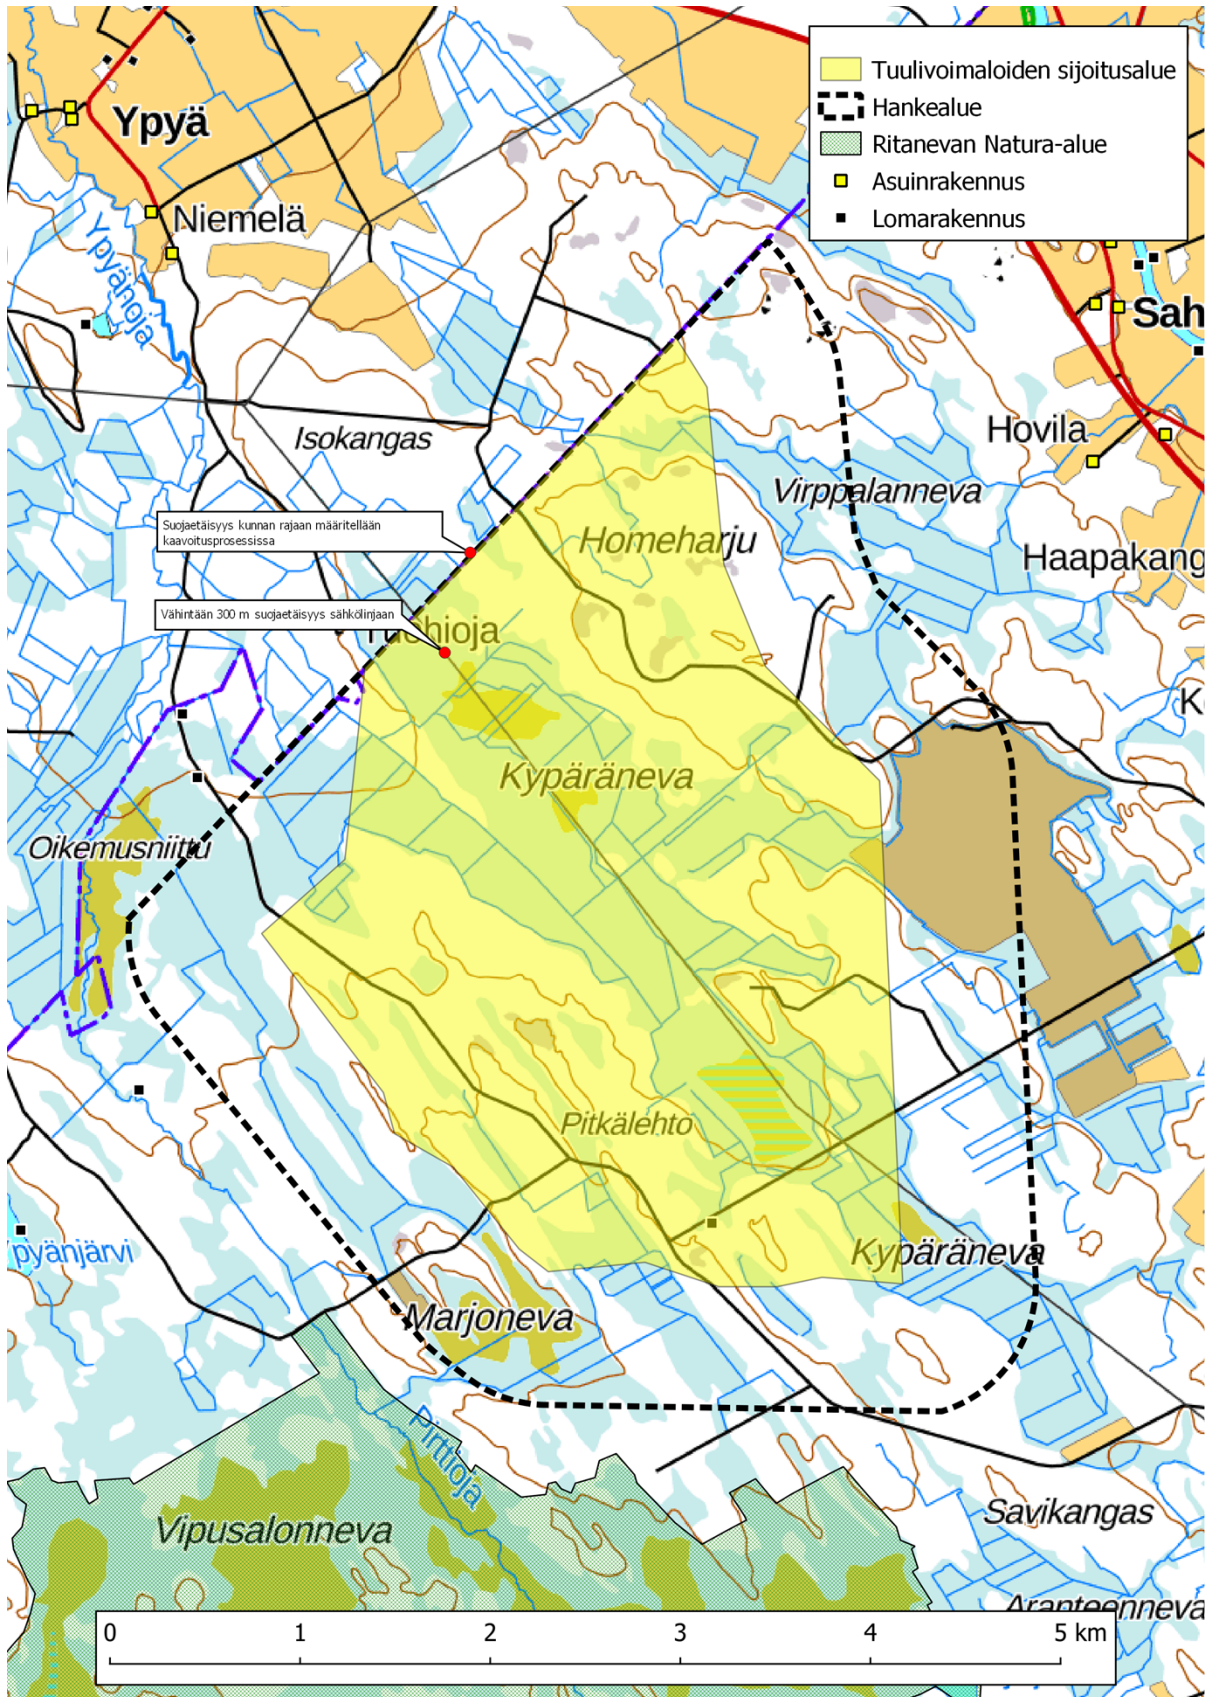 Tuulivoimaloiden sijoitusalue
Hankealue
Ritanevan Natura-alue
Asuinrakennus
Lomarakennus
Ypyä
Niemelä
Ypyänoja
Sah
Isokangas
Hovila
Virppalanneva
Suojaetäisyys kunnan rajaan määritellään
kaavoitusprosessissa
Homeharju
Haapakang
Vähintään 300 m suojaetäisyys sähkölinjaan
K
Kypäräneva
Oikemusniittu
Pitkälehto
pyänjärvi
Kypäräneva
Marjoneva
Pirttioja
Savikangas
Vipusalonneva
Aranteenneva
0 1 2 3 4 5 km